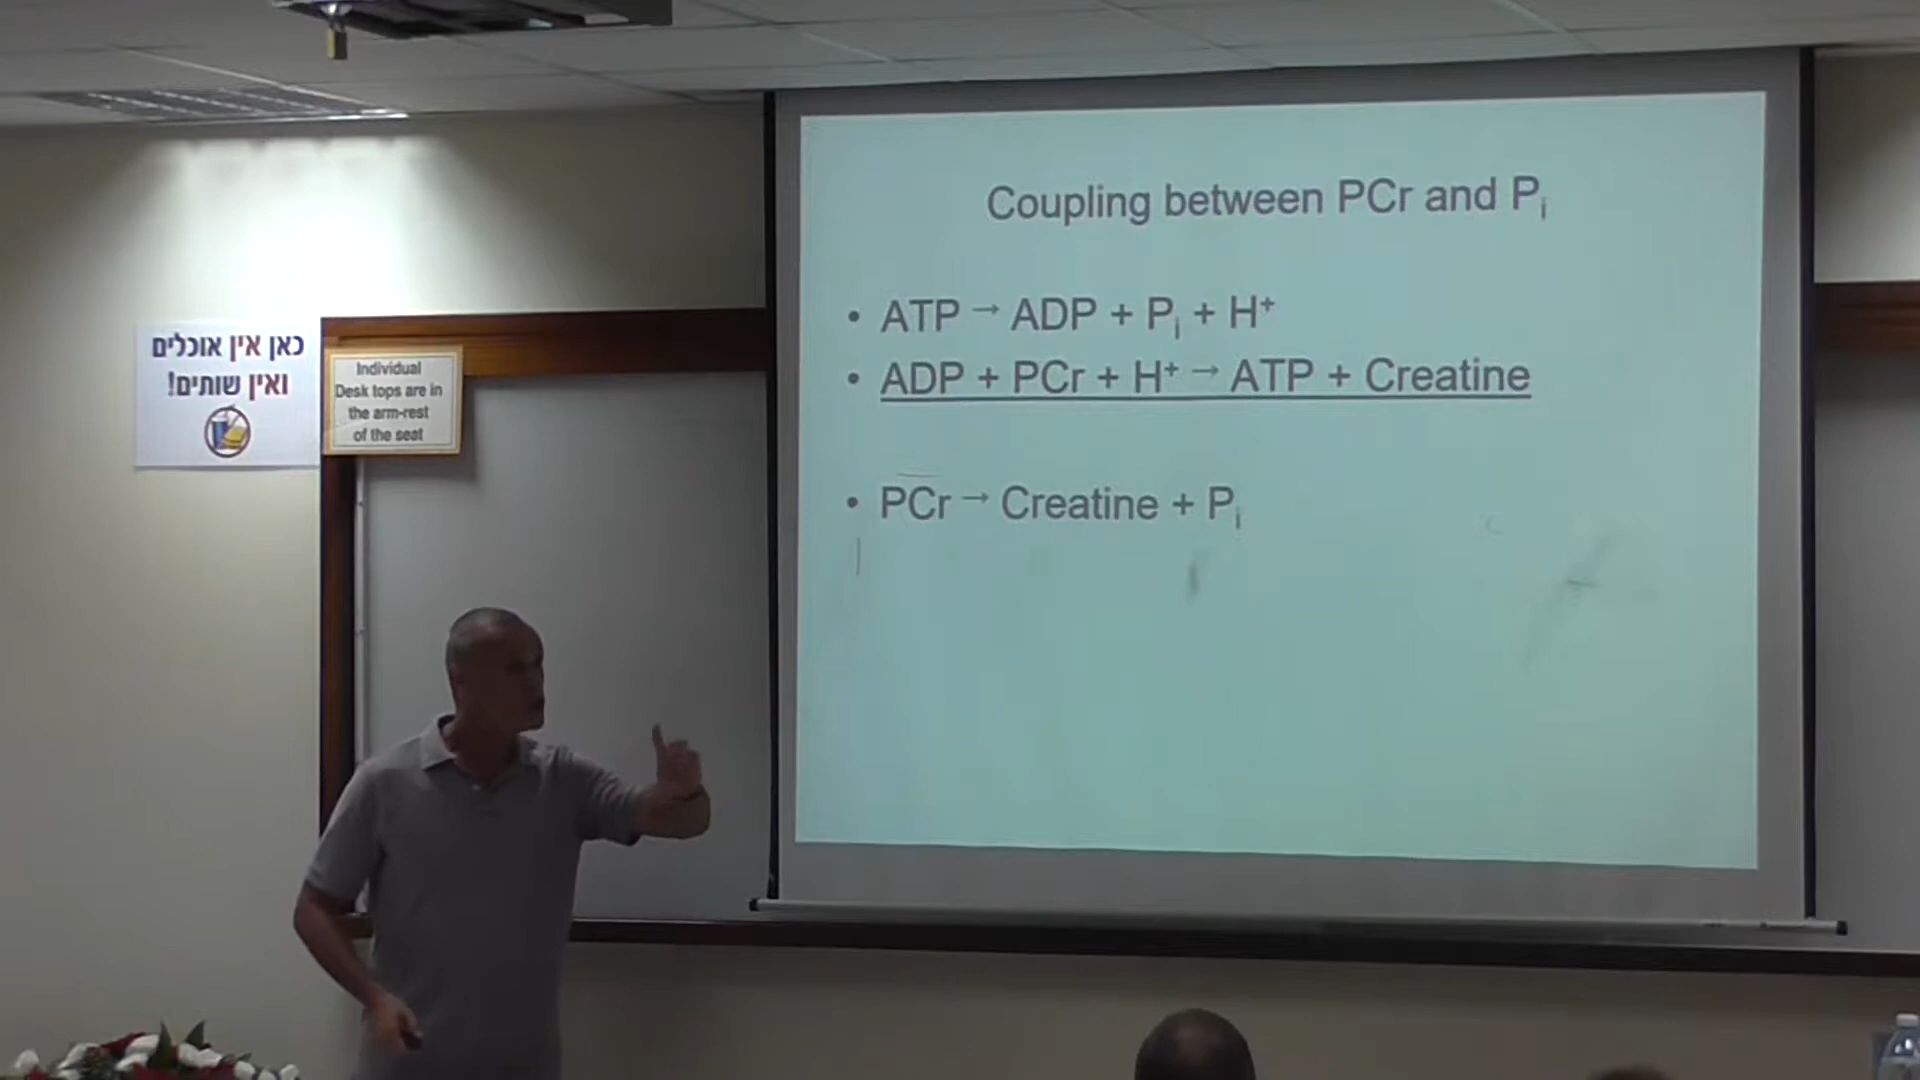 Coupling between PCr and Pi
• ATP → ADP + Pi + H⁺
• ADP + PCr + H⁺ → ATP + Creatine
• PCr → Creatine + Pi
כאן אין אוכלים
ואין שותים!
Individual
Desk tops are in
the arm-rest
of the seat